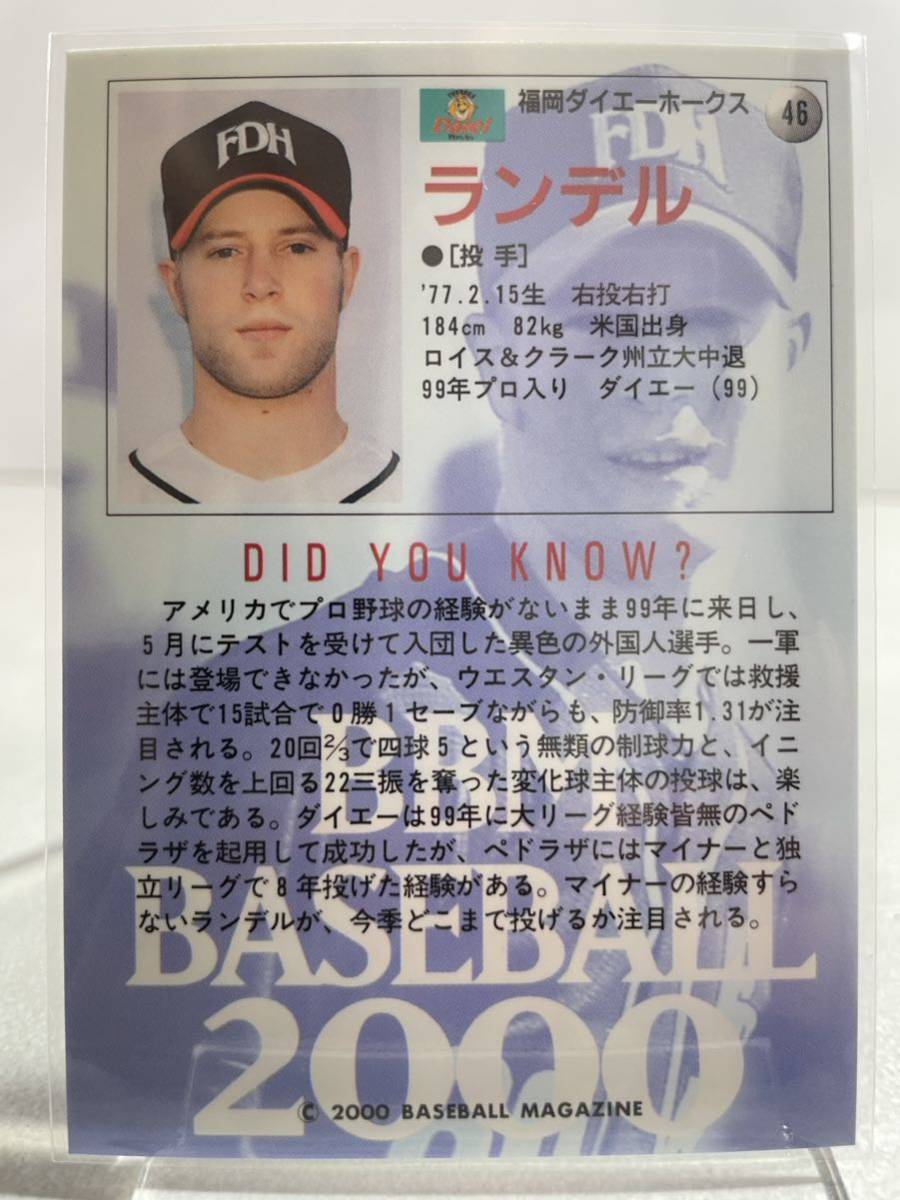 FDH
Daiei
福岡ダイエーホークス
46
FDH
ランデル
●[投 手]
'77.2.15生 右投右打
184cm 82kg 米国出身
ロイス&クラーク州立大中退
99年プロ入り ダイエー(99)
DID YOU KNOW?
アメリカでプロ野球の経験がないまま99年に来日し、
5月にテストを受けて入団した異色の外国人選手。一
軍には登場できなかったが、ウエスタン・リーグでは救援
主体で15試合で0勝1セーブながらも、防御率1.31が注
目される。20回2/3で四球5という無類の制球力と、イニ
ング数を上回る22三振を奪った変化球主体の投球は、楽
しみである。ダイエーは99年に大リーグ経験皆無のペド
ラザを起用して成功したが、ペドラザにはマイナーと独
立リーグで8年投げた経験がある。マイナーの経験すら
ないランデルが、今季どこまで投げるか注目される。
BBM
BASEBALL
2000
© 2000 BASEBALL MAGAZINE